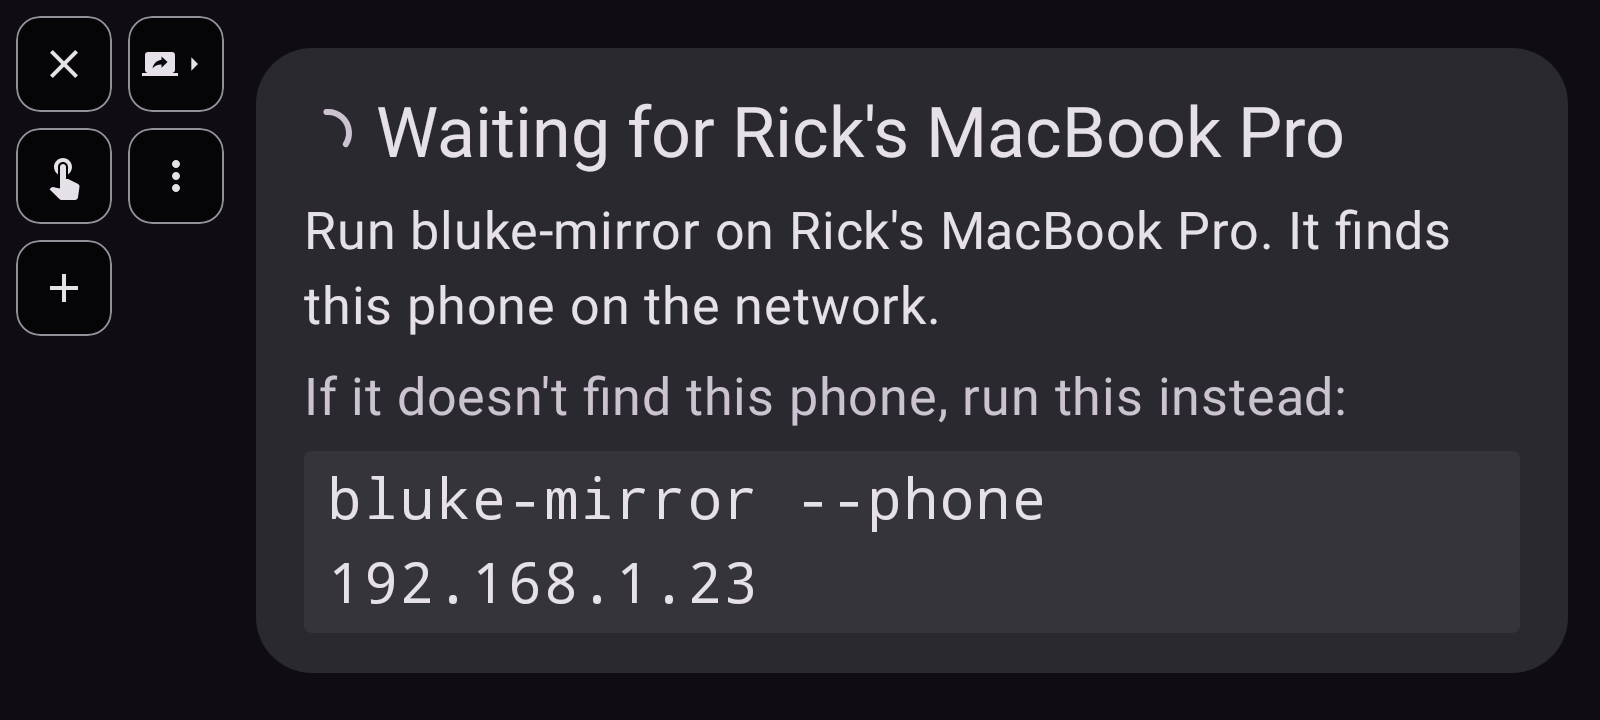 Waiting for Rick's MacBook Pro
Run bluke-mirror on Rick's MacBook Pro. It finds
this phone on the network.
If it doesn't find this phone, run this instead:
bluke-mirror --phone
192.168.1.23